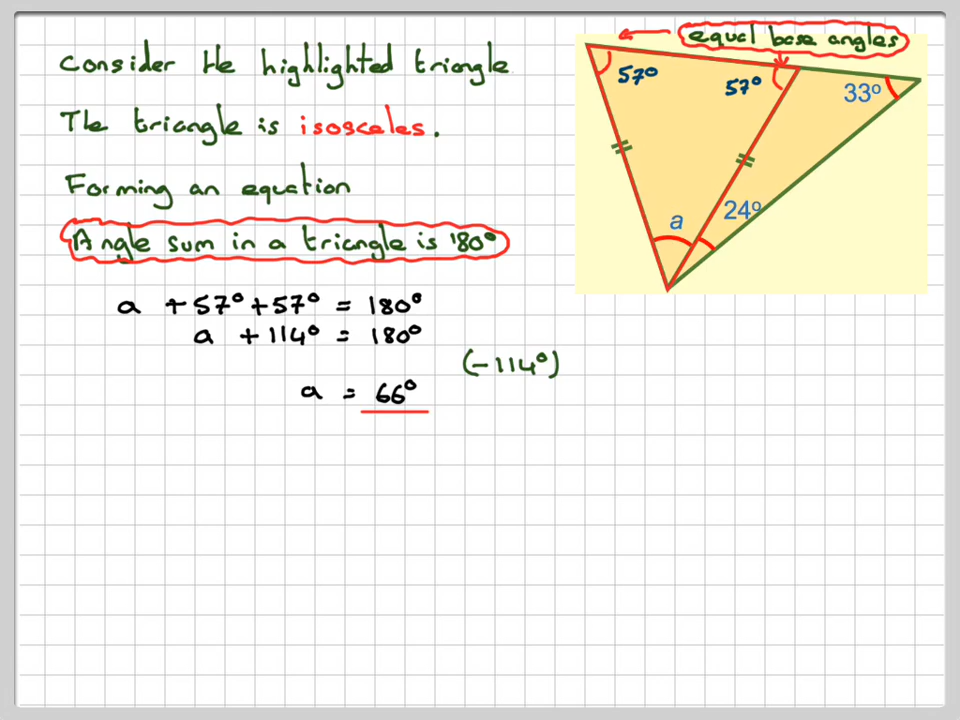 Consider the highlighted triangle
The triangle is isosceles.
Forming an equation
Angle sum in a triangle is 180°
a + 57° + 57° = 180°
a + 114° = 180°
(-114°)
a = 66°
equal base angles
57°
57°
33°
24°
a